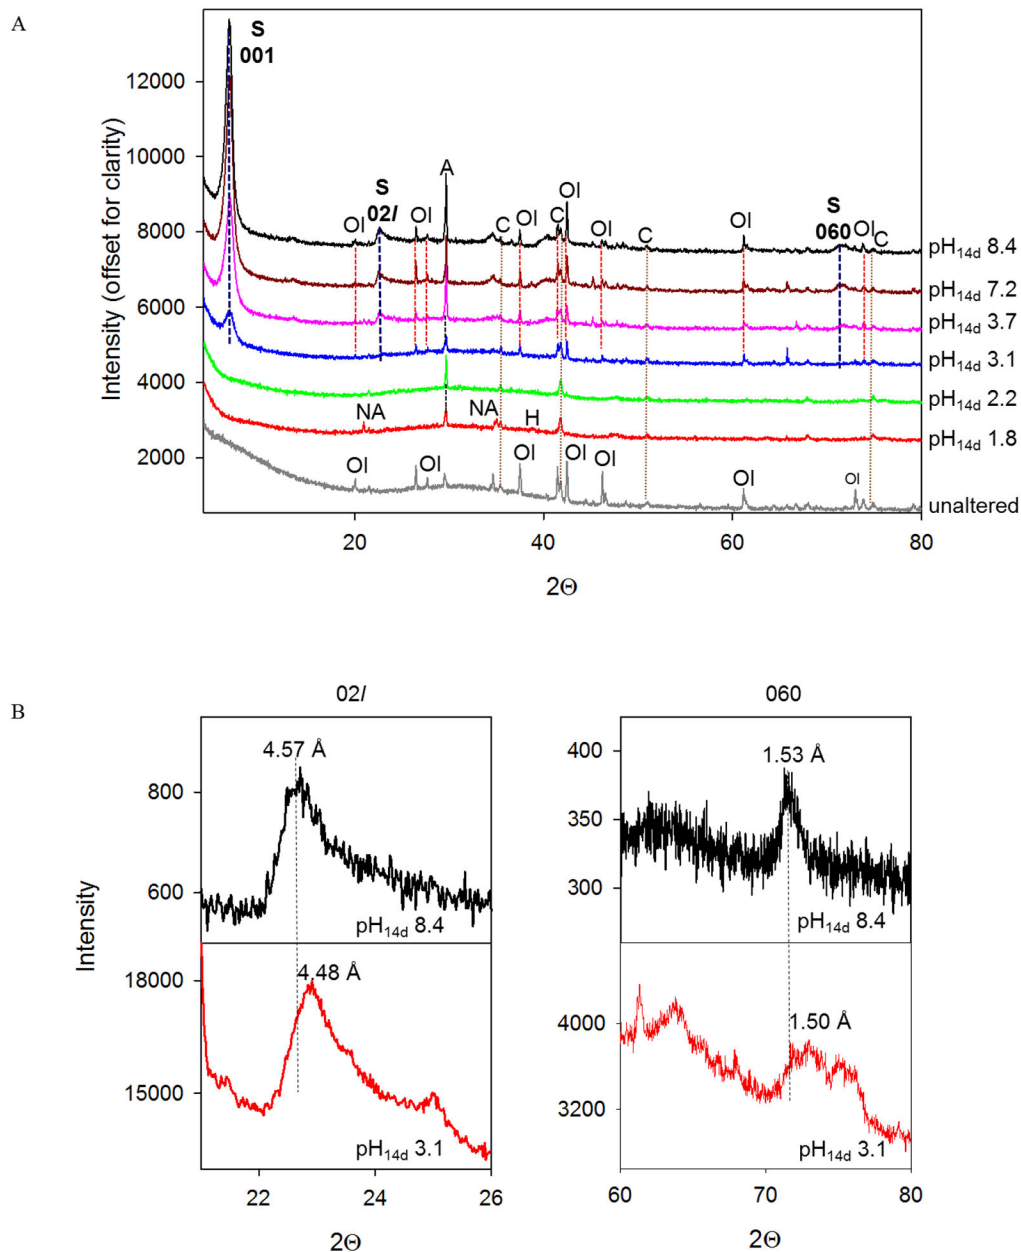 A
S
001
S
02l
S
060
Ol
Ol
A
Ol
C
Ol
Ol
C
Ol
Ol
C
NA
NA
H
Ol
Ol
Ol
Ol
Ol
Ol
Ol
12000
10000
8000
6000
4000
2000
Intensity (offset for clarity)
pH14d 8.4
pH14d 7.2
pH14d 3.7
pH14d 3.1
pH14d 2.2
pH14d 1.8
unaltered
C
20
40
60
80
2Θ
B
02l
060
4.57 Å
800
600
pH14d 8.4
1.53 Å
400
350
300
pH14d 8.4
Intensity
4.48 Å
18000
15000
pH14d 3.1
1.50 Å
4000
3200
pH14d 3.1
22
24
26
60
70
80
2Θ
2Θ